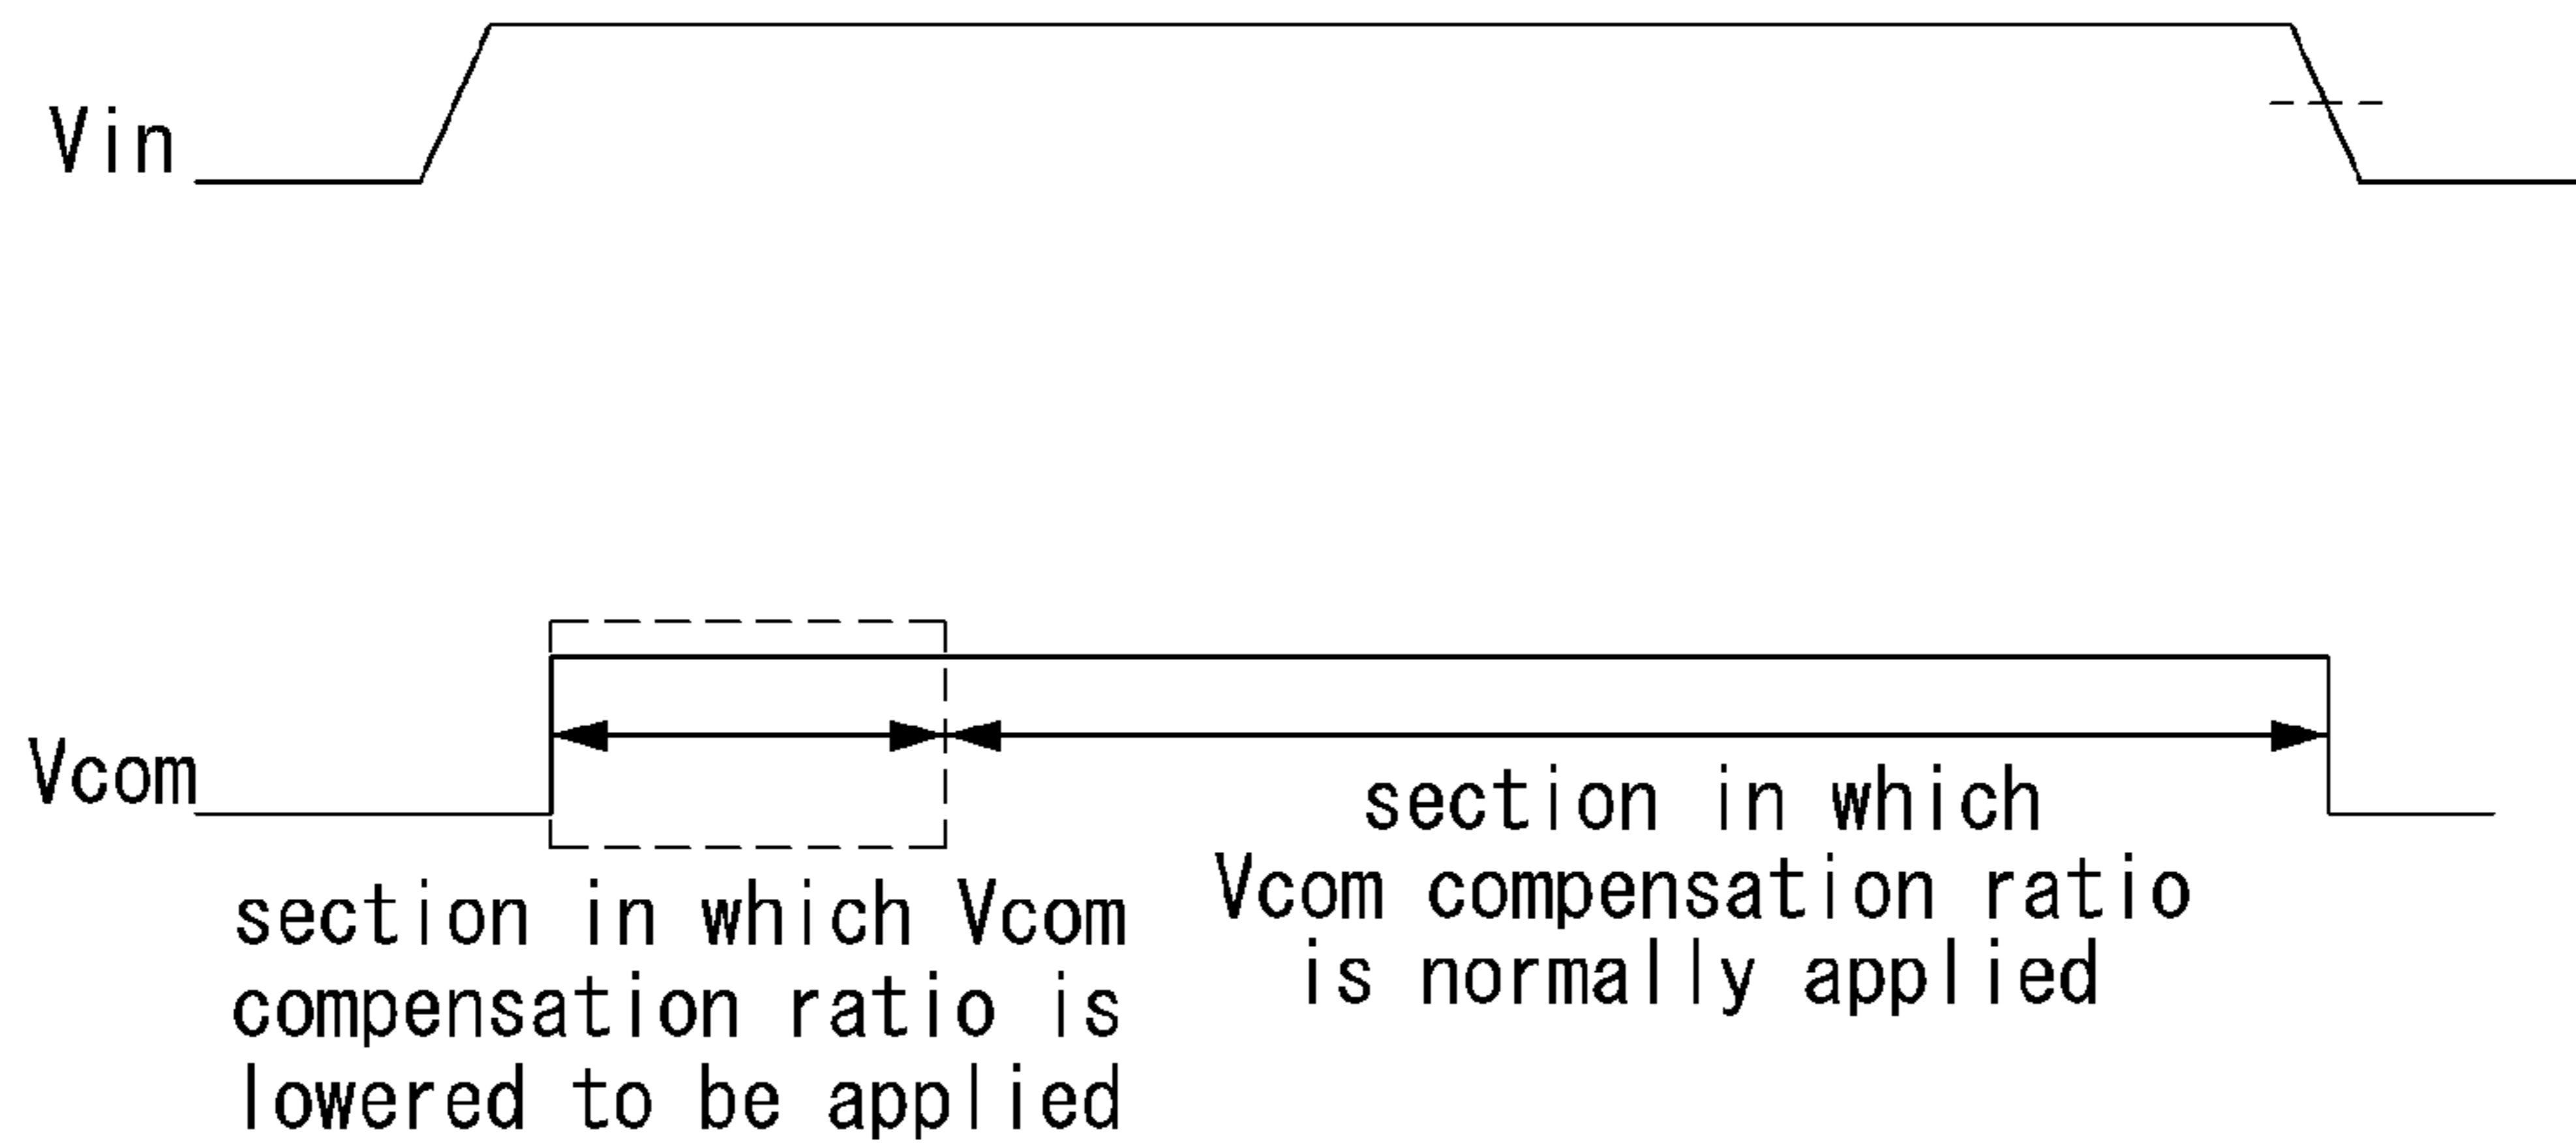 Vin
Vcom
section in which Vcom
compensation ratio is
lowered to be applied
section in which
Vcom compensation ratio
is normally applied